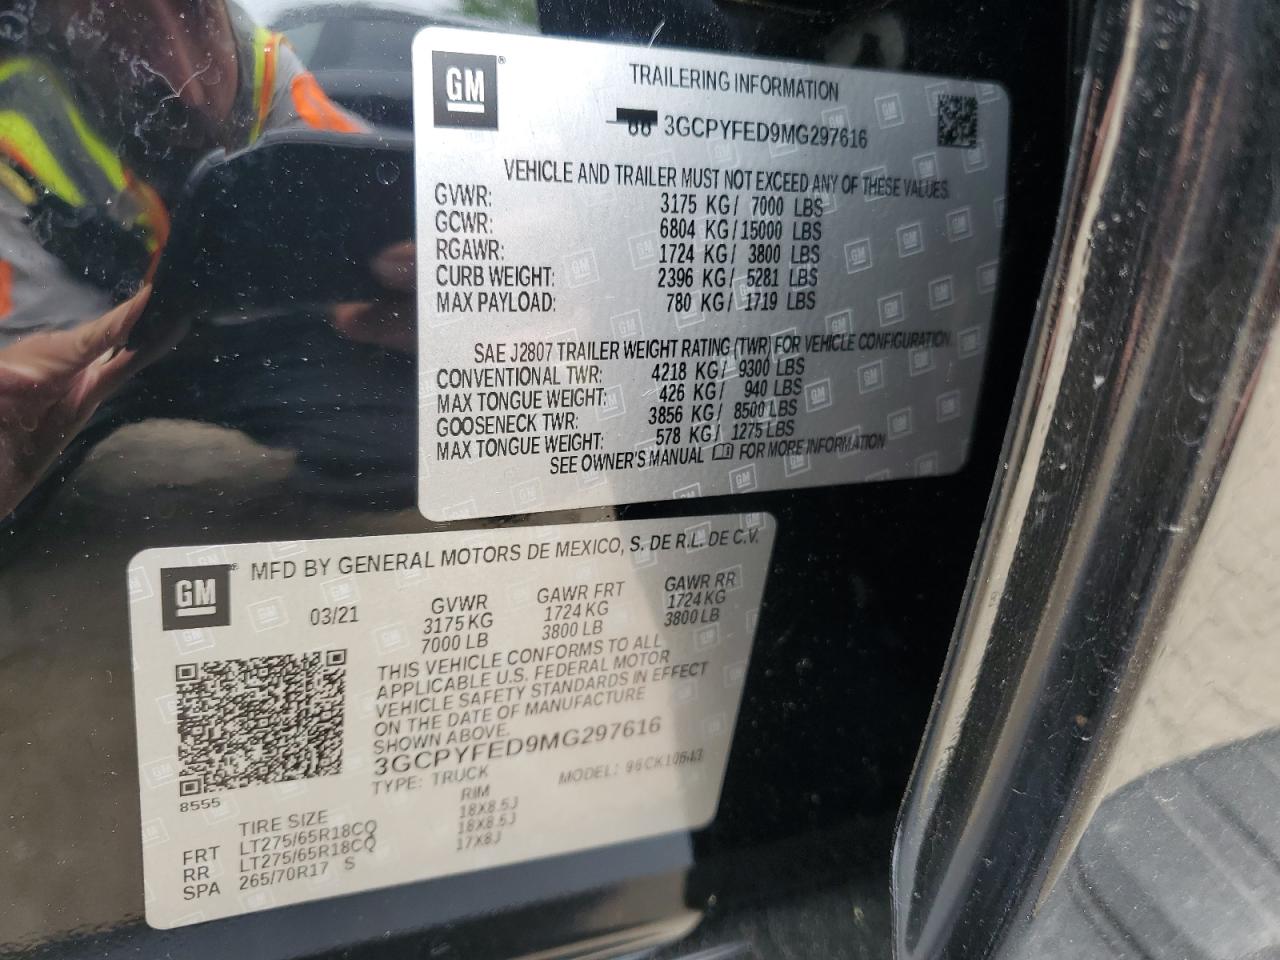 GM
TRAILERING INFORMATION
3GCPYFED9MG297616
VEHICLE AND TRAILER MUST NOT EXCEED ANY OF THESE VALUES.
GVWR: 3175 KG/ 7000 LBS
GCWR: 6804 KG/15000 LBS
RGAWR: 1724 KG/ 3800 LBS
CURB WEIGHT: 2396 KG/ 5281 LBS
MAX PAYLOAD: 780 KG/ 1719 LBS
SAE J2807 TRAILER WEIGHT RATING (TWR) FOR VEHICLE CONFIGURATION
CONVENTIONAL TWR: 4218 KG/ 9300 LBS
MAX TONGUE WEIGHT: 426 KG/ 940 LBS
GOOSENECK TWR: 3856 KG/ 8500 LBS
MAX TONGUE WEIGHT: 578 KG/ 1275 LBS
SEE OWNER'S MANUAL FOR MORE INFORMATION
GM
MFD BY GENERAL MOTORS DE MEXICO, S. DE R.L. DE C.V.
03/21
GVWR GAWR FRT GAWR RR
3175 KG 1724 KG 1724 KG
7000 LB 3800 LB 3800 LB
THIS VEHICLE CONFORMS TO ALL
APPLICABLE U.S. FEDERAL MOTOR
VEHICLE SAFETY STANDARDS IN EFFECT
ON THE DATE OF MANUFACTURE
SHOWN ABOVE.
3GCPYFED9MG297616
TYPE: TRUCK MODEL:
8555
TIRE SIZE RIM
FRT LT275/65R18CQ 18X8.5J
RR LT275/65R18CQ 18X8.5J
SPA 265/70R17 S 17X8J